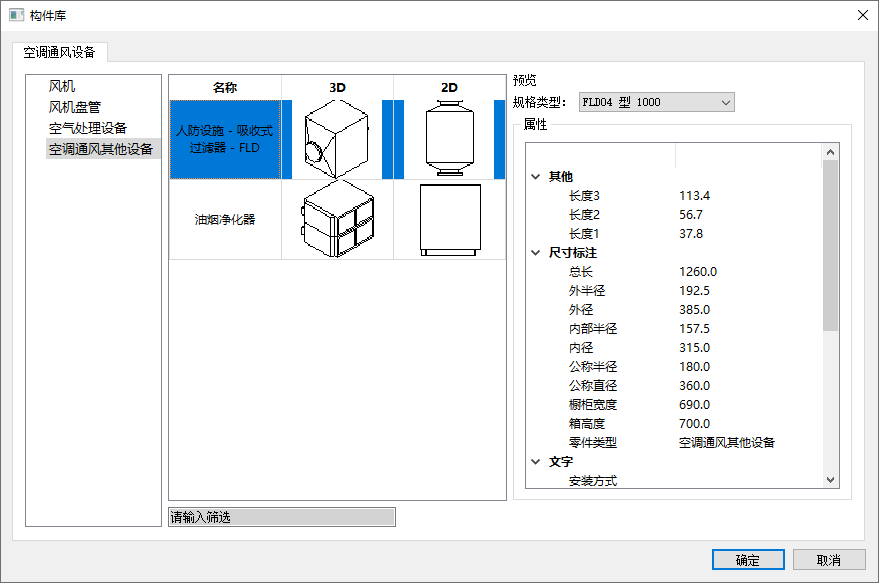 构件库
空调通风设备
风机
风机盘管
空气处理设备
空调通风其他设备
名称 3D 2D
人防设施 - 吸收式
过滤器 - FLD
油烟净化器
请输入筛选
预览
规格类型： FLD04 型 1000
属性
其他
长度3 113.4
长度2 56.7
长度1 37.8
尺寸标注
总长 1260.0
外半径 192.5
外径 385.0
内部半径 157.5
内径 315.0
公称半径 180.0
公称直径 360.0
橱柜宽度 690.0
箱高度 700.0
零件类型 空调通风其他设备
文字
安装方式
确定 取消